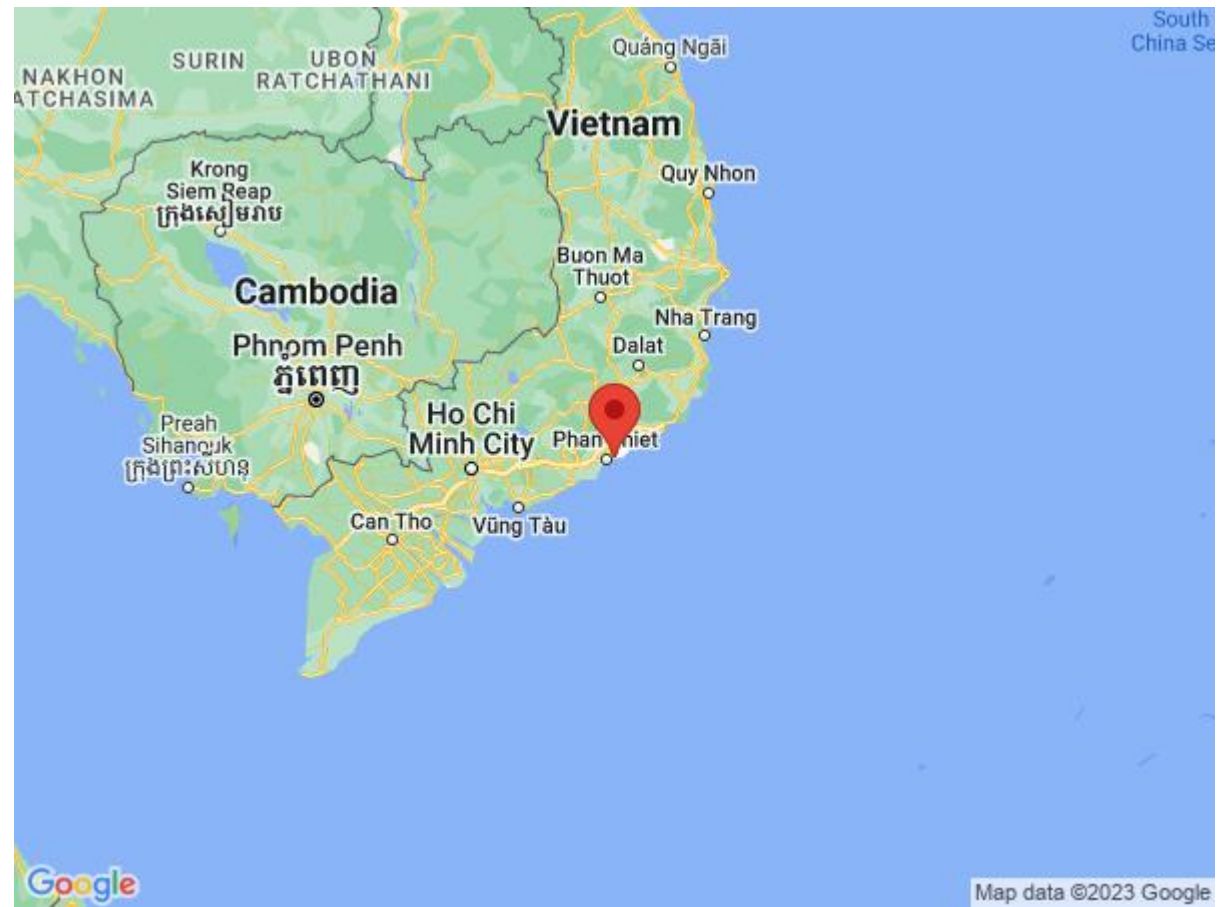 South
China Se
Quảng Ngãi
SURIN
UBON
RATCHATHANI
NAKHON
ATCHASIMA
Vietnam
Krong
Siem Reap
ក្រុងសៀមរាប
Quy Nhon
Buon Ma
Thuot
Cambodia
Nha Trang
Phnom Penh
ភ្នំពេញ
Dalat
Ho Chi
Minh City
Preah
Sihanouk
ក្រុងព្រះសីហនុ
Can Tho
Vũng Tàu
Google
Map data ©2023 Google